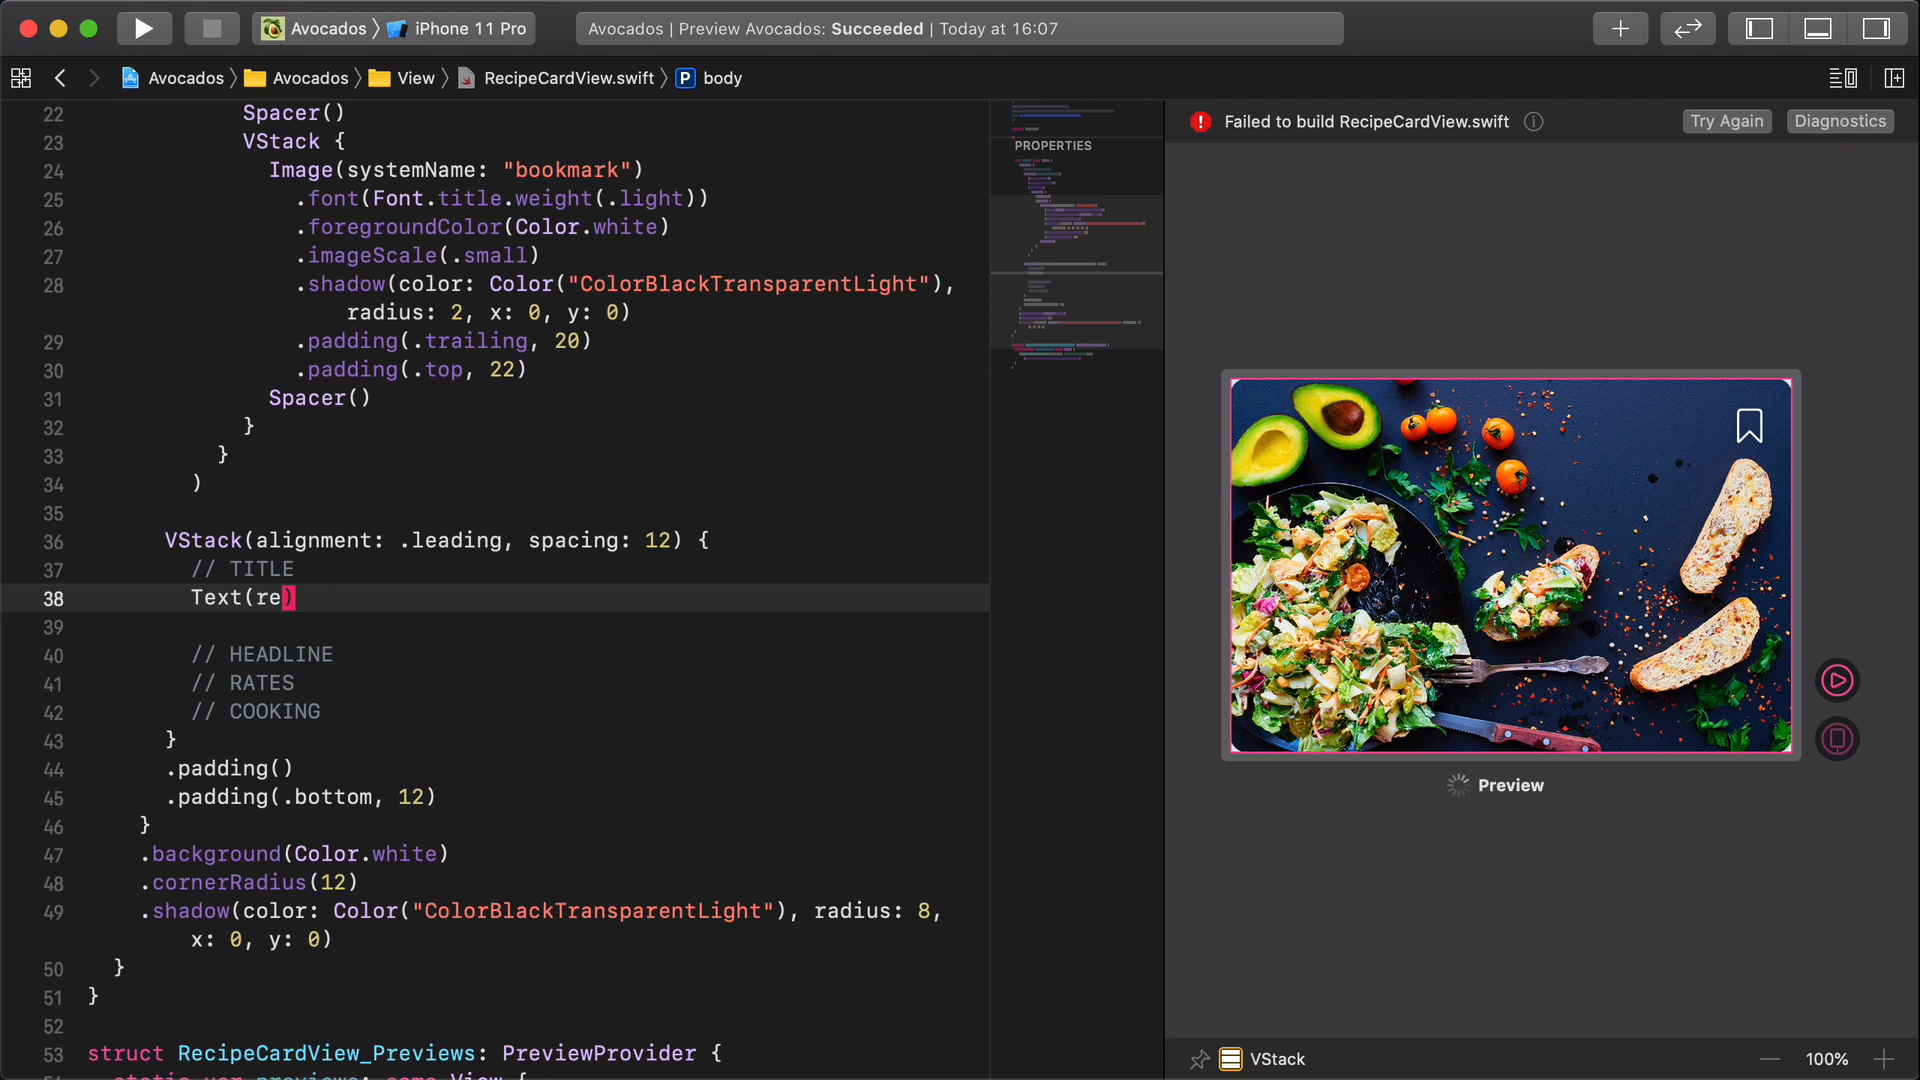 Avocados
iPhone 11 Pro
Avocados | Preview Avocados: Succeeded | Today at 16:07
Avocados
Avocados
View
RecipeCardView.swift
P
body
22 Spacer()
23 VStack {
24 Image(systemName: "bookmark")
25 .font(Font.title.weight(.light))
26 .foregroundColor(Color.white)
27 .imageScale(.small)
28 .shadow(color: Color("ColorBlackTransparentLight"),
radius: 2, x: 0, y: 0)
29 .padding(.trailing, 20)
30 .padding(.top, 22)
31 Spacer()
32 }
33 }
34 )
35
36 VStack(alignment: .leading, spacing: 12) {
37 // TITLE
38 Text(re)
39
40 // HEADLINE
41 // RATES
42 // COOKING
43 }
44 .padding()
45 .padding(.bottom, 12)
46 }
47 .background(Color.white)
48 .cornerRadius(12)
49 .shadow(color: Color("ColorBlackTransparentLight"), radius: 8,
x: 0, y: 0)
50 }
51 }
52
53 struct RecipeCardView_Previews: PreviewProvider {
static var previews: some View {
PROPERTIES
Failed to build RecipeCardView.swift
Try Again
Diagnostics
Preview
VStack
100%